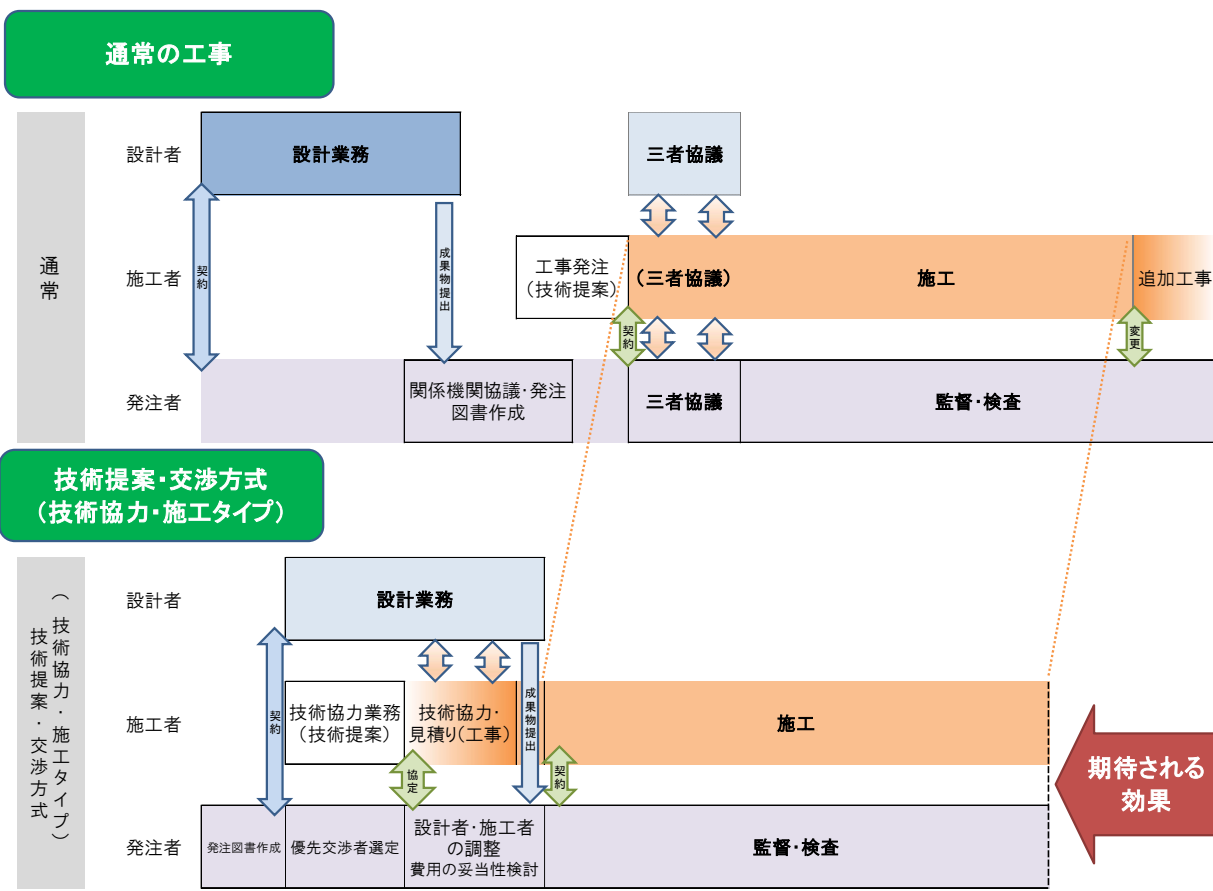 通常の工事
通常
設計者
設計業務
三者協議
契約
成果物提出
施工者
工事発注
（技術提案）
（三者協議）
施工
追加工事
契約
変更
発注者
関係機関協議・発注
図書作成
三者協議
監督・検査
技術提案・交渉方式
（技術協力・施工タイプ）
技術提案・交渉方式
（技術協力・施工タイプ）
設計者
設計業務
契約
施工者
技術協力業務
（技術提案）
技術協力・
見積り（工事）
成果物提出
施工
協定
契約
期待される
効果
発注者
発注図書作成
優先交渉者選定
設計者・施工者
の調整
費用の妥当性検討
監督・検査